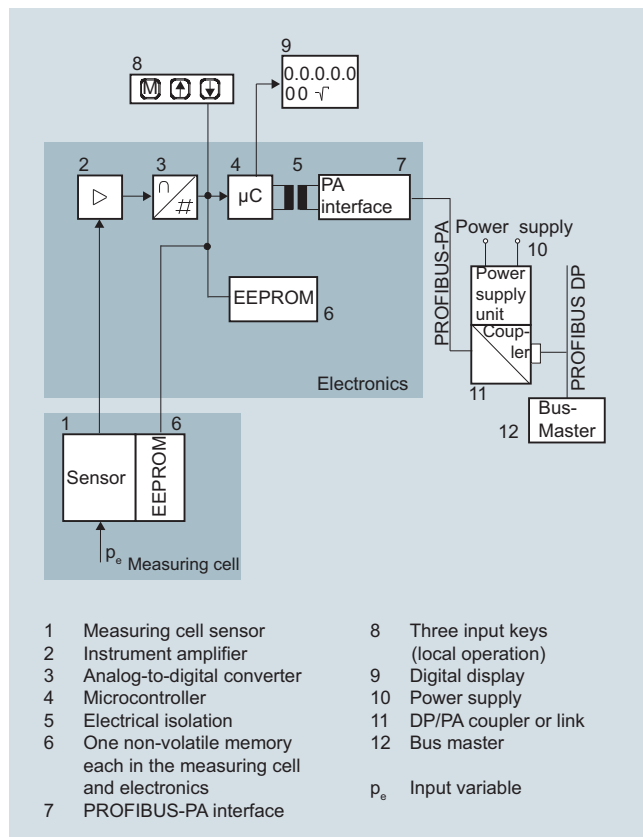 8
9
M
0.0.0.0.0
00 √
2
3
4
5
7
∩
#
µC
PA
interface
PROFIBUS-PA
Power supply
10
Power
supply
unit
Coup-
ler
PROFIBUS DP
11
EEPROM
6
Electronics
12
Bus-
Master
1
6
Sensor
EEPROM
pe
Measuring cell
1 Measuring cell sensor
2 Instrument amplifier
3 Analog-to-digital converter
4 Microcontroller
5 Electrical isolation
6 One non-volatile memory
each in the measuring cell
and electronics
7 PROFIBUS-PA interface
8 Three input keys
(local operation)
9 Digital display
10 Power supply
11 DP/PA coupler or link
12 Bus master
pe Input variable